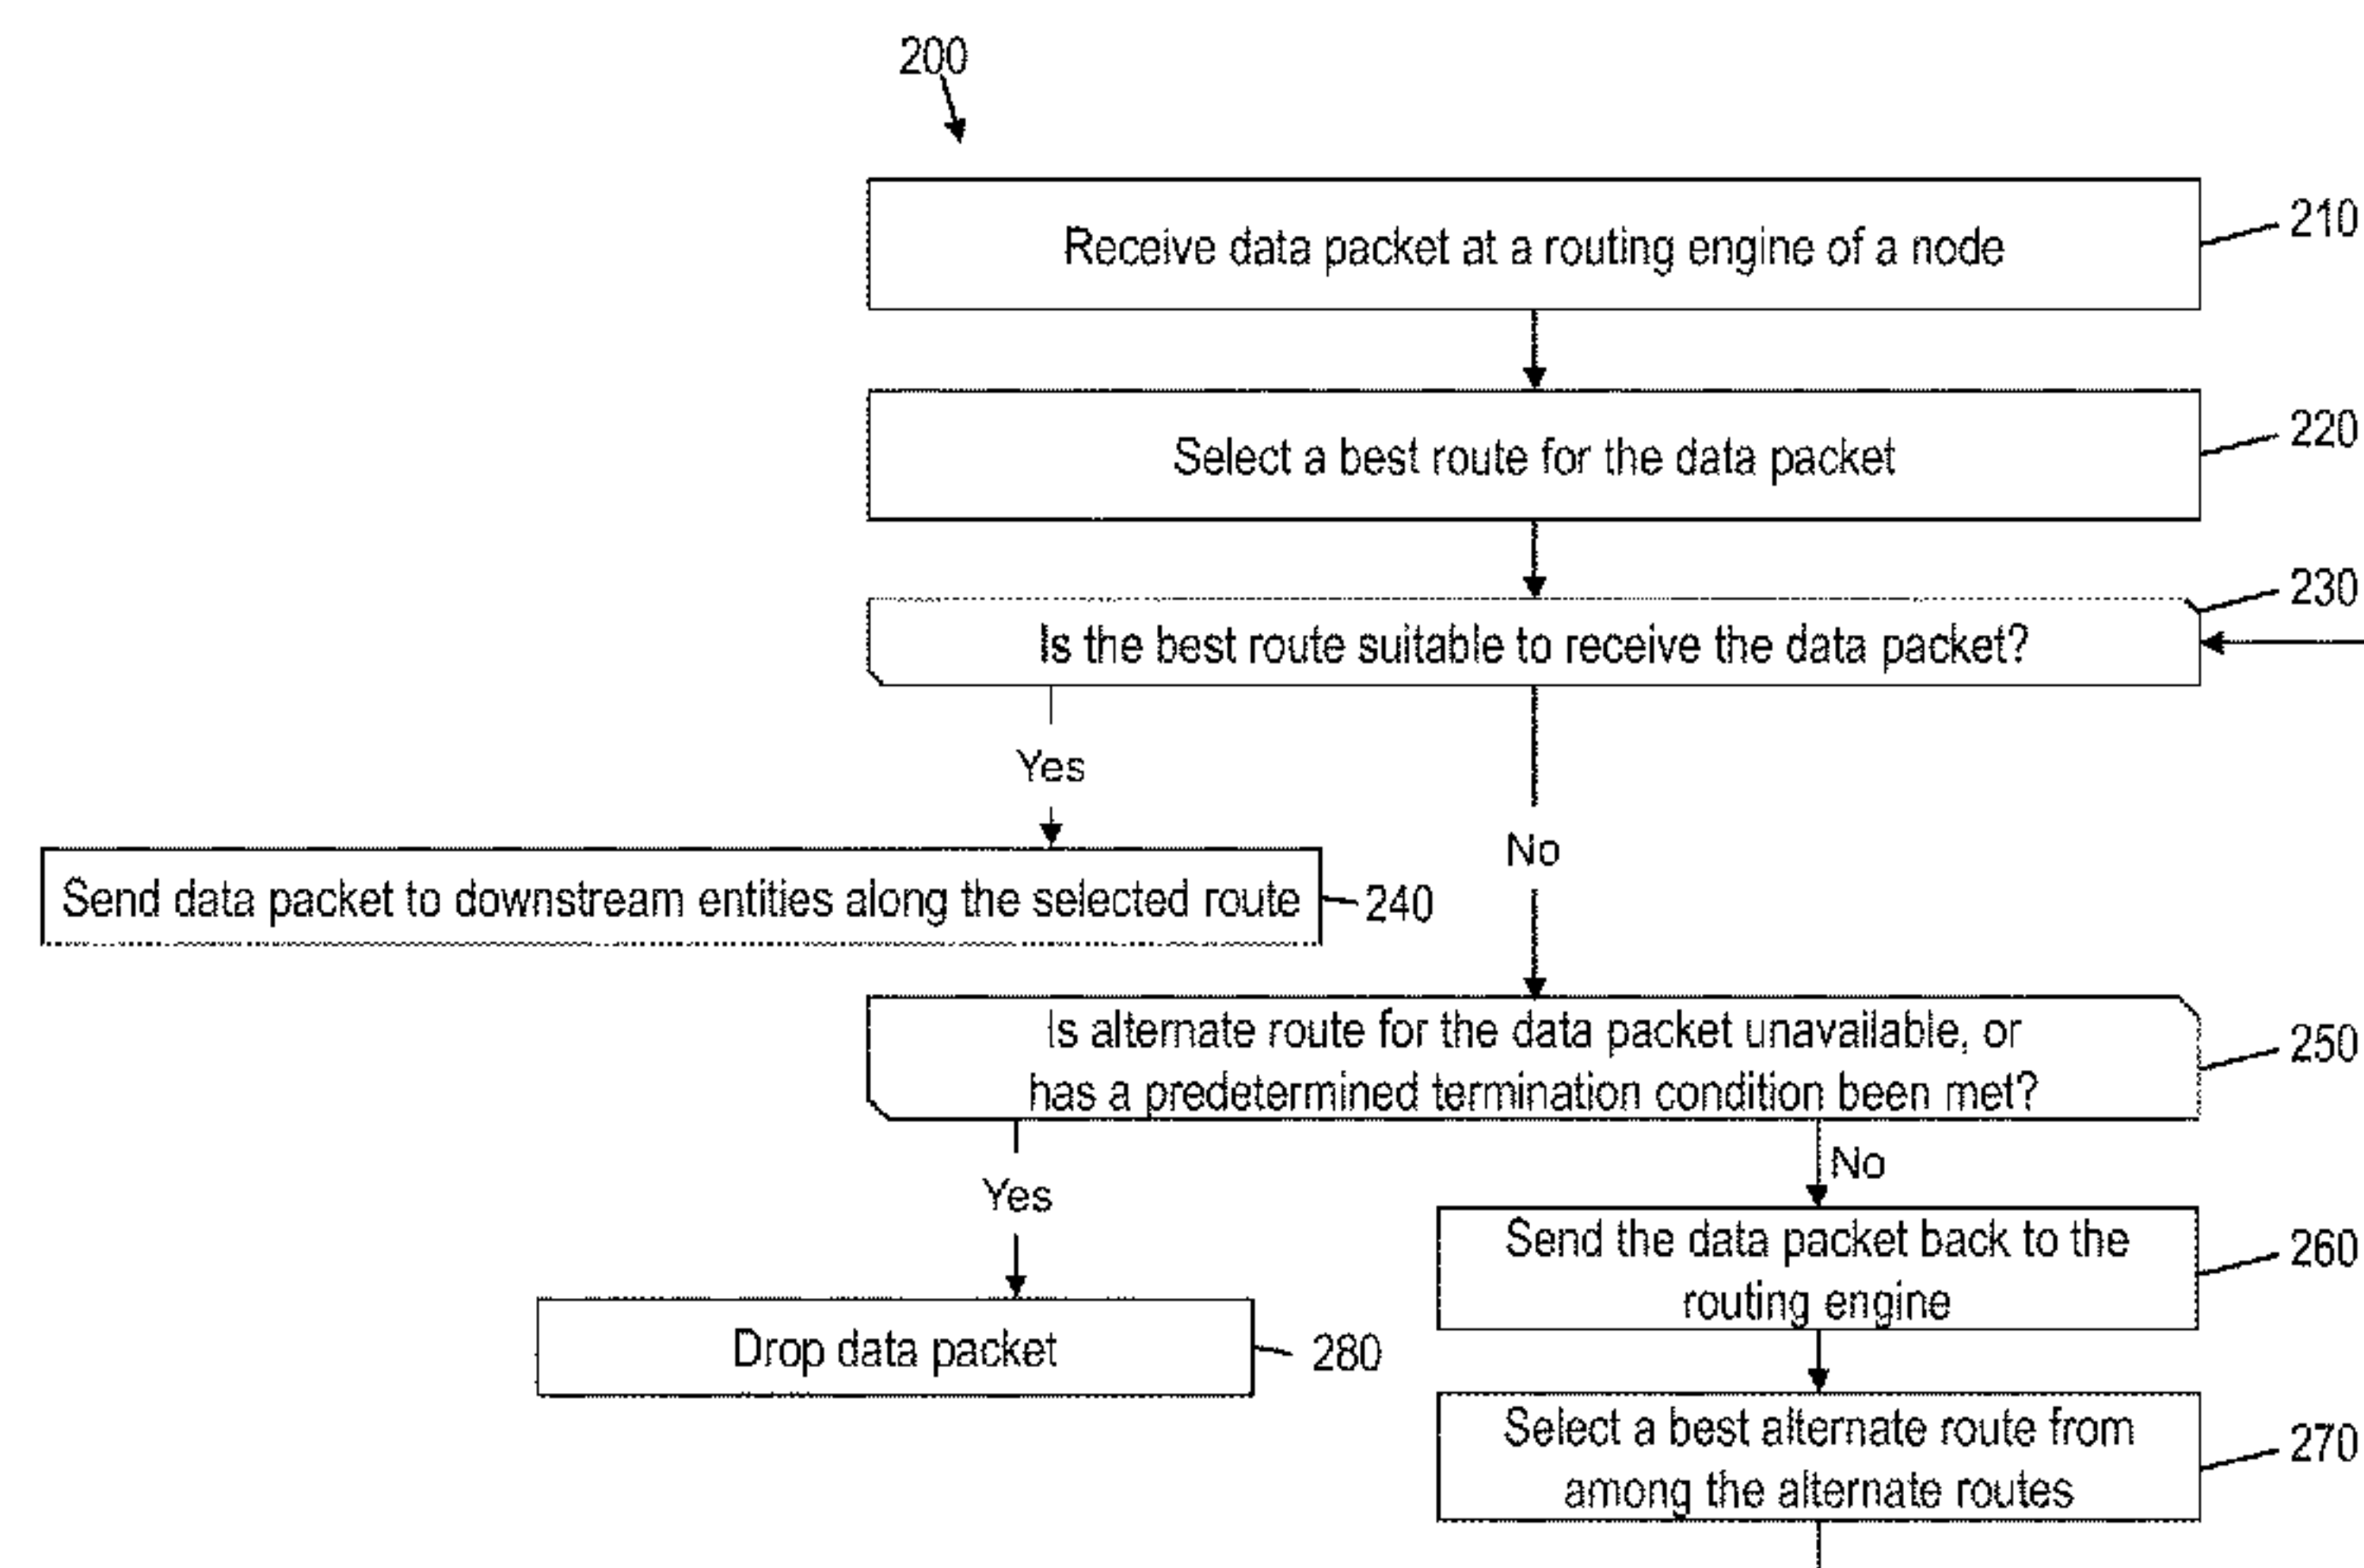 200
Receive data packet at a routing engine of a node
210
Select a best route for the data packet
220
230
Is the best route suitable to receive the data packet?
Yes
No
Send data packet to downstream entities along the selected route
240
Is alternate route for the data packet unavailable, or
has a predetermined termination condition been met?
250
No
Yes
Send the data packet back to the
routing engine
260
Drop data packet
280
Select a best alternate route from
among the alternate routes
270